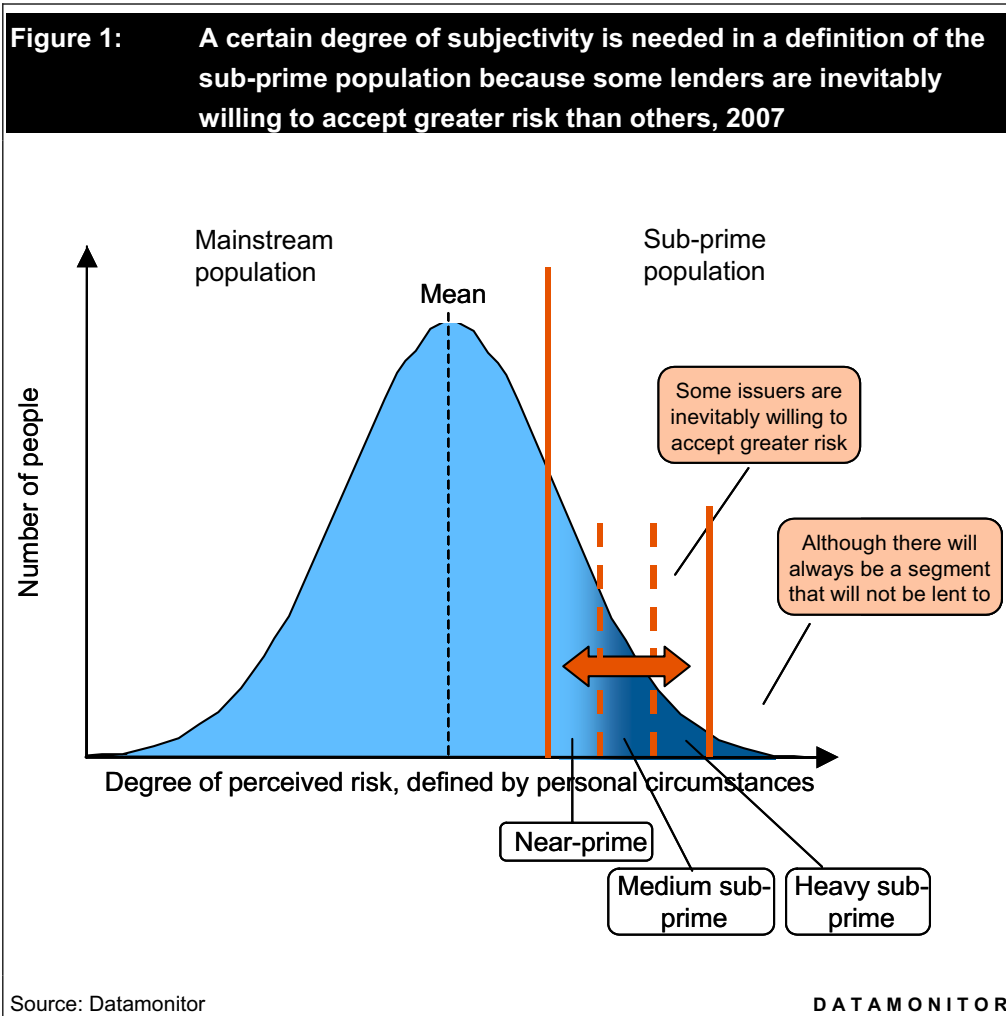 Figure 1: A certain degree of subjectivity is needed in a definition of the
sub-prime population because some lenders are inevitably
willing to accept greater risk than others, 2007
Mainstream
population
Sub-prime
population
Mean
Number of people
Some issuers are
inevitably willing to
accept greater risk
Although there will
always be a segment
that will not be lent to
Degree of perceived risk, defined by personal circumstances
Near-prime
Medium sub-
prime
Heavy sub-
prime
Source: Datamonitor
DATAMONITOR